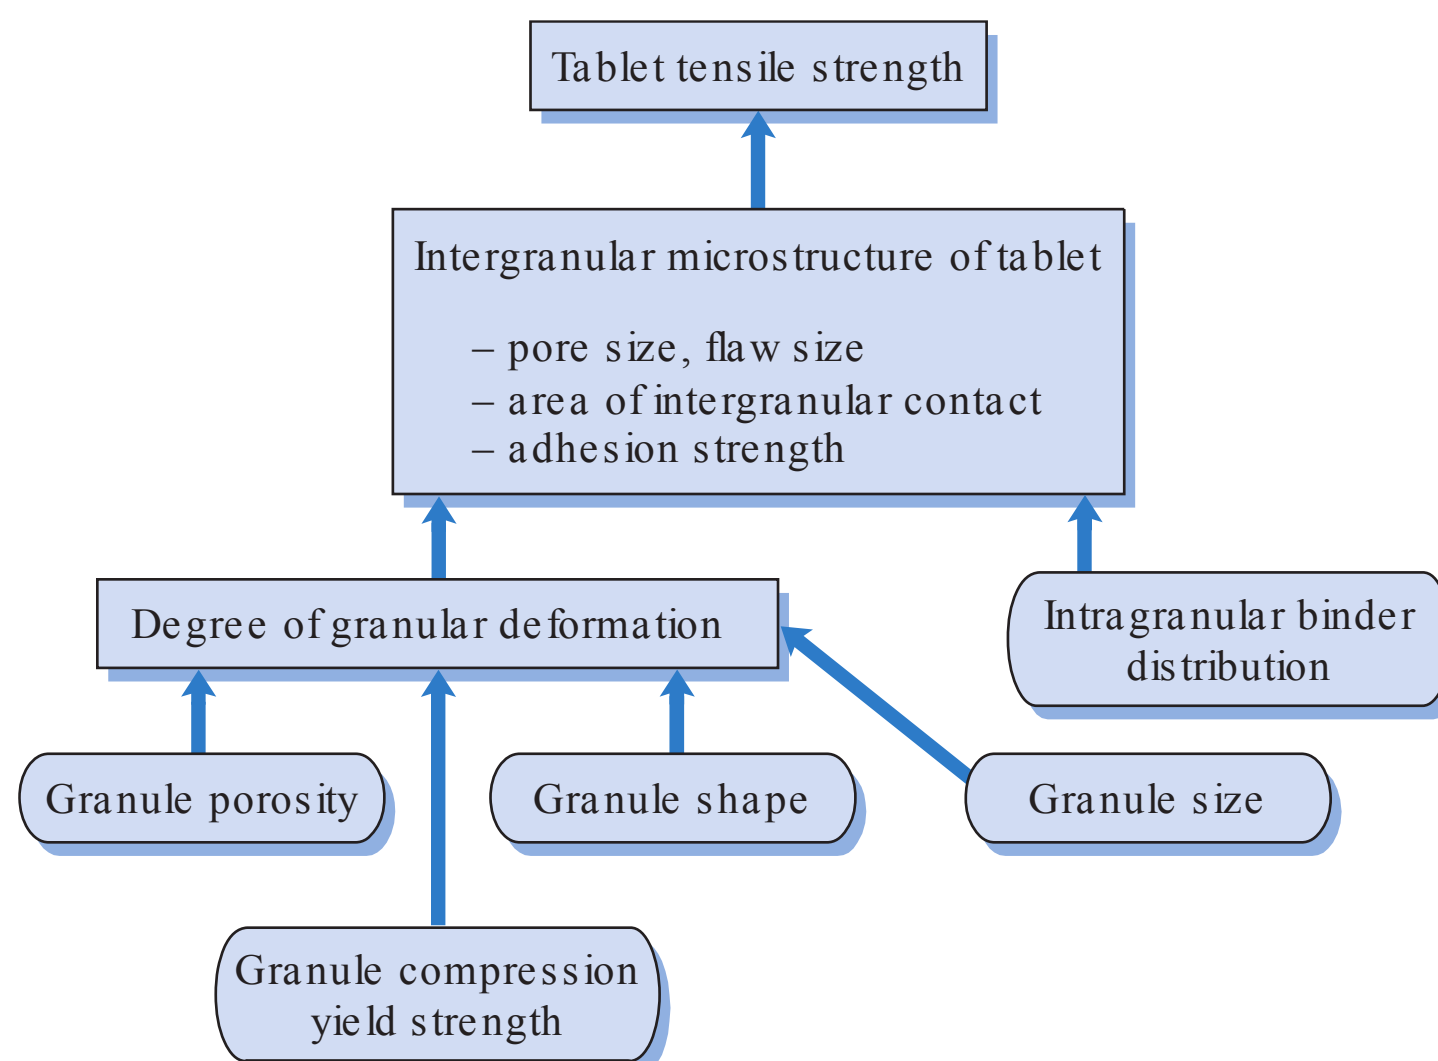 Tablet tensile strength
Intergranular microstructure of tablet
– pore size, flaw size
– area of intergranular contact
– adhesion strength
Degree of granular deformation
Intragranular binder
distribution
Granule porosity
Granule shape
Granule size
Granule compression
yield strength